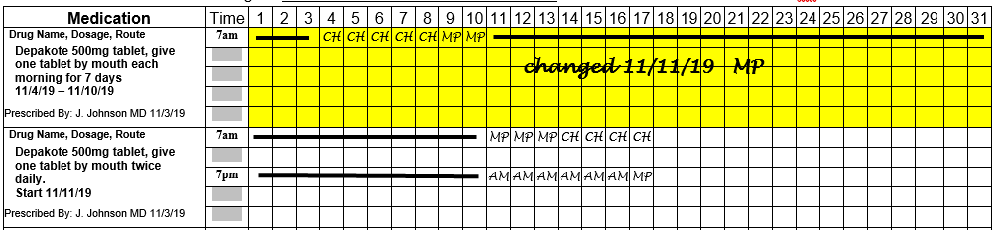 Medication Time 1 2 3 4 5 6 7 8 9 10 11 12 13 14 15 16 17 18 19 20 21 22 23 24 25 26 27 28 29 30 31
Drug Name, Dosage, Route 7am CH CH CH CH CH MP MP
Depakote 500mg tablet, give
one tablet by mouth each
morning for 7 days
11/4/19 – 11/10/19
changed 11/11/19 MP
Prescribed By: J. Johnson MD 11/3/19
Drug Name, Dosage, Route 7am MP MP MP CH CH CH CH
Depakote 500mg tablet, give
one tablet by mouth twice
daily. 7pm AM AM AM AM AM AM MP
Start 11/11/19
Prescribed By: J. Johnson MD 11/3/19